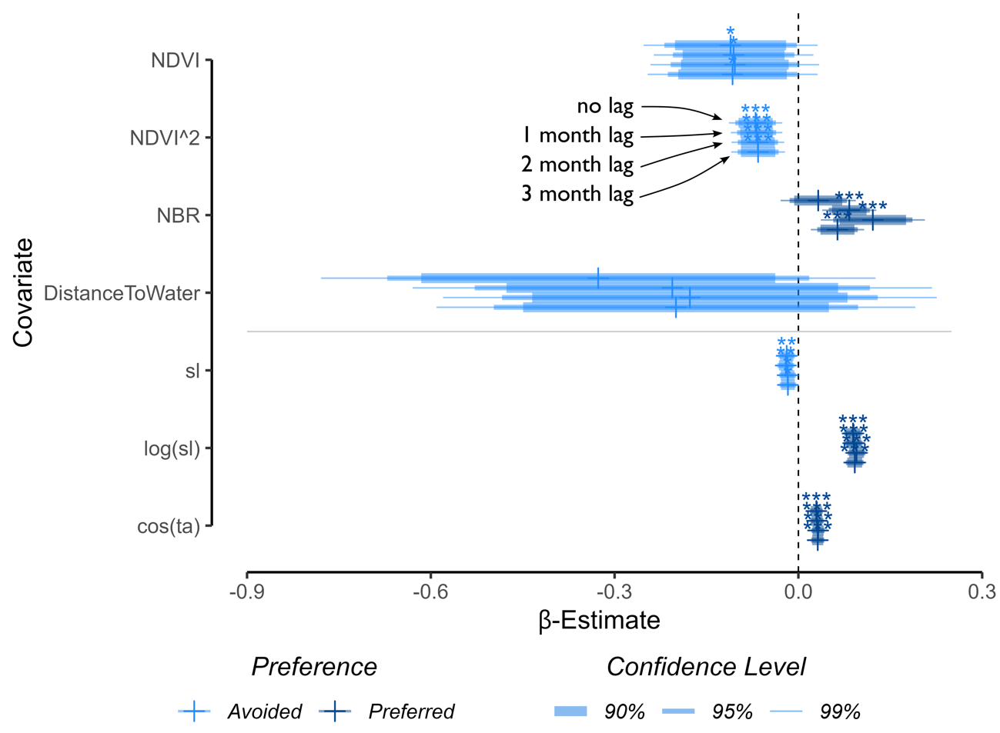 NDVI
no lag
1 month lag
NDVI^2
2 month lag
3 month lag
NBR
DistanceToWater
sl
log(sl)
cos(ta)
Covariate
-0.9 -0.6 -0.3 0.0 0.3
β-Estimate
Preference Confidence Level
Avoided Preferred 90% 95% 99%